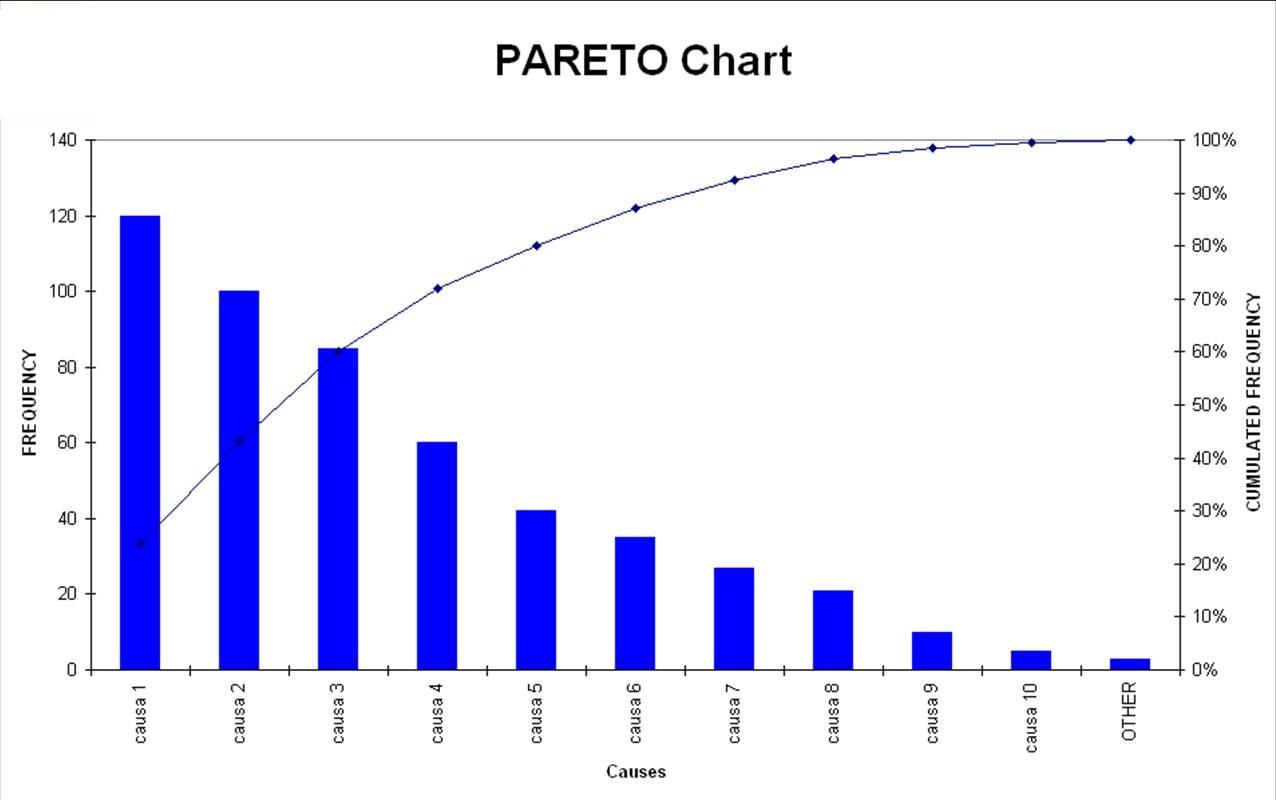 PARETO Chart
FREQUENCY
140
120
100
80
60
40
20
0
100%
90%
80%
70%
60%
50%
40%
30%
20%
10%
0%
CUMULATED FREQUENCY
causa 1
causa 2
causa 3
causa 4
causa 5
causa 6
causa 7
causa 8
causa 9
causa 10
OTHER
Causes